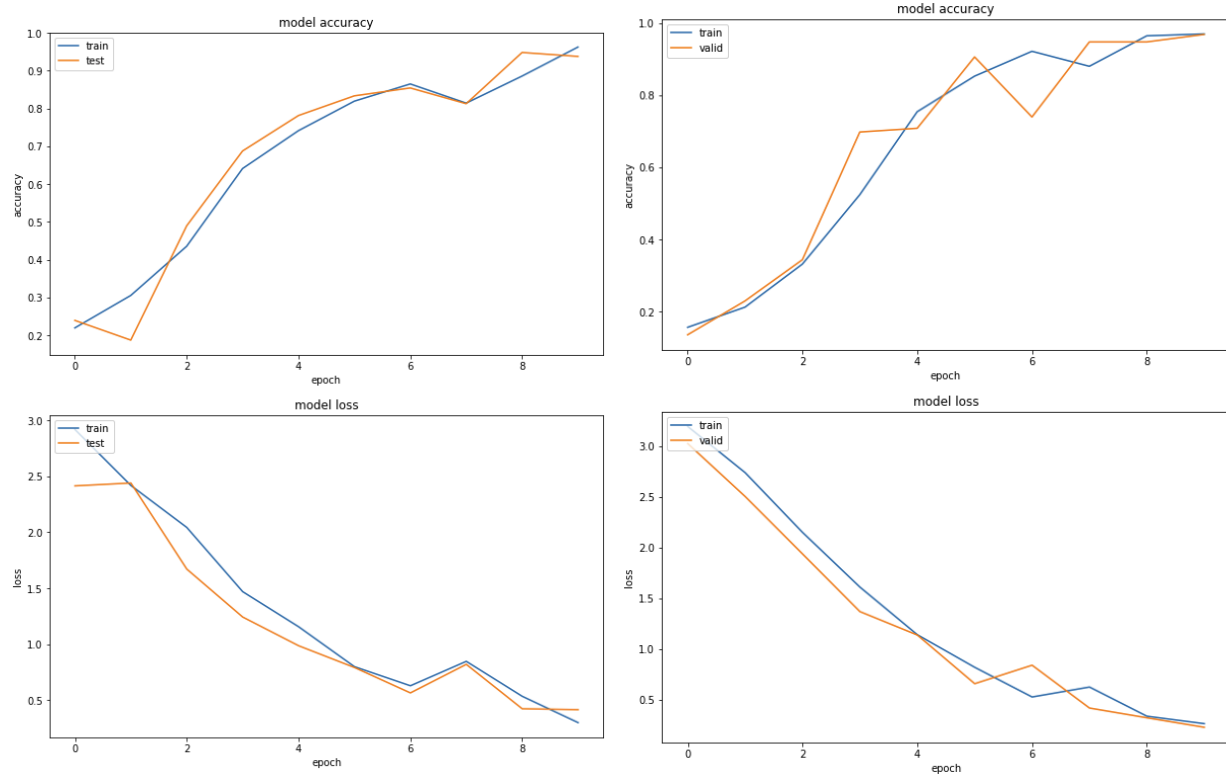 model accuracy
train
test
1.0
0.9
0.8
0.7
0.6
0.5
0.4
0.3
0.2
accuracy
0 2 4 6 8
epoch
model accuracy
train
valid
1.0
0.8
0.6
0.4
0.2
accuracy
0 2 4 6 8
epoch
model loss
train
test
3.0
2.5
2.0
1.5
1.0
0.5
loss
0 2 4 6 8
epoch
model loss
train
valid
3.0
2.5
2.0
1.5
1.0
0.5
loss
0 2 4 6 8
epoch